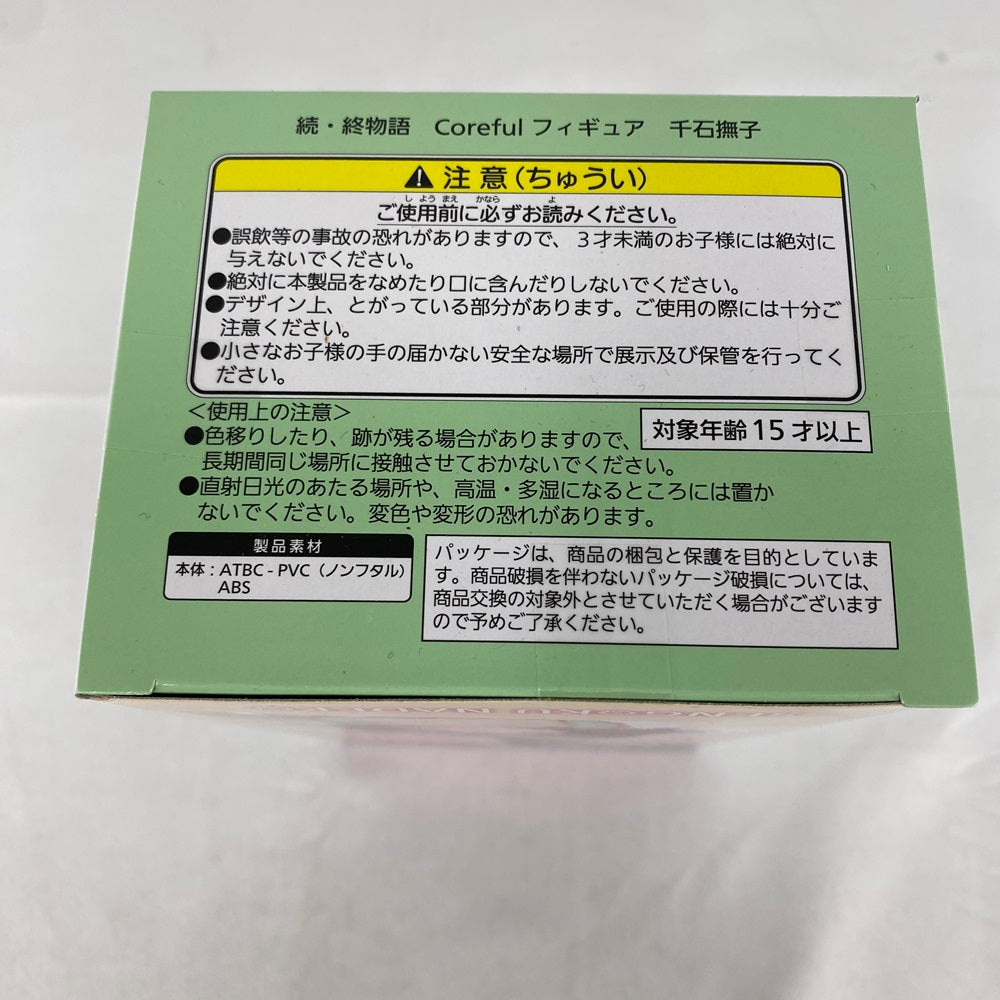 続・終物語 Coreful フィギュア 千石撫子
⚠ 注意(ちゅうい)
ご使用前に必ずお読みください。
●誤飲等の事故の恐れがありますので、3才未満のお子様には絶対に
与えないでください。
●絶対に本製品をなめたり口に含んだりしないでください。
●デザイン上、とがっている部分があります。ご使用の際には十分ご
注意ください。
●小さなお子様の手の届かない安全な場所で展示及び保管を行ってく
ださい。
<使用上の注意>
●色移りしたり、跡が残る場合がありますので、
長期間同じ場所に接触させておかないでください。
対象年齢15才以上
●直射日光のあたる場所や、高温・多湿になるところには置か
ないでください。変色や変形の恐れがあります。
製品素材
本体:ATBC-PVC(ノンフタル)
ABS
パッケージは、商品の梱包と保護を目的としていま
す。商品破損を伴わないパッケージ破損については、
商品交換の対象外とさせていただく場合がございます
ので予めご了承ください。